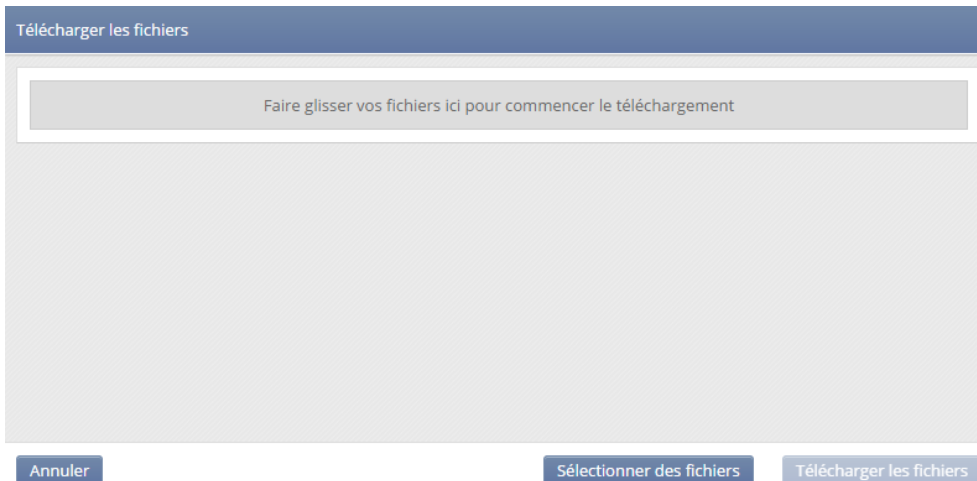 Télécharger les fichiers
Faire glisser vos fichiers ici pour commencer le téléchargement
Annuler
Sélectionner des fichiers
Télécharger les fichiers